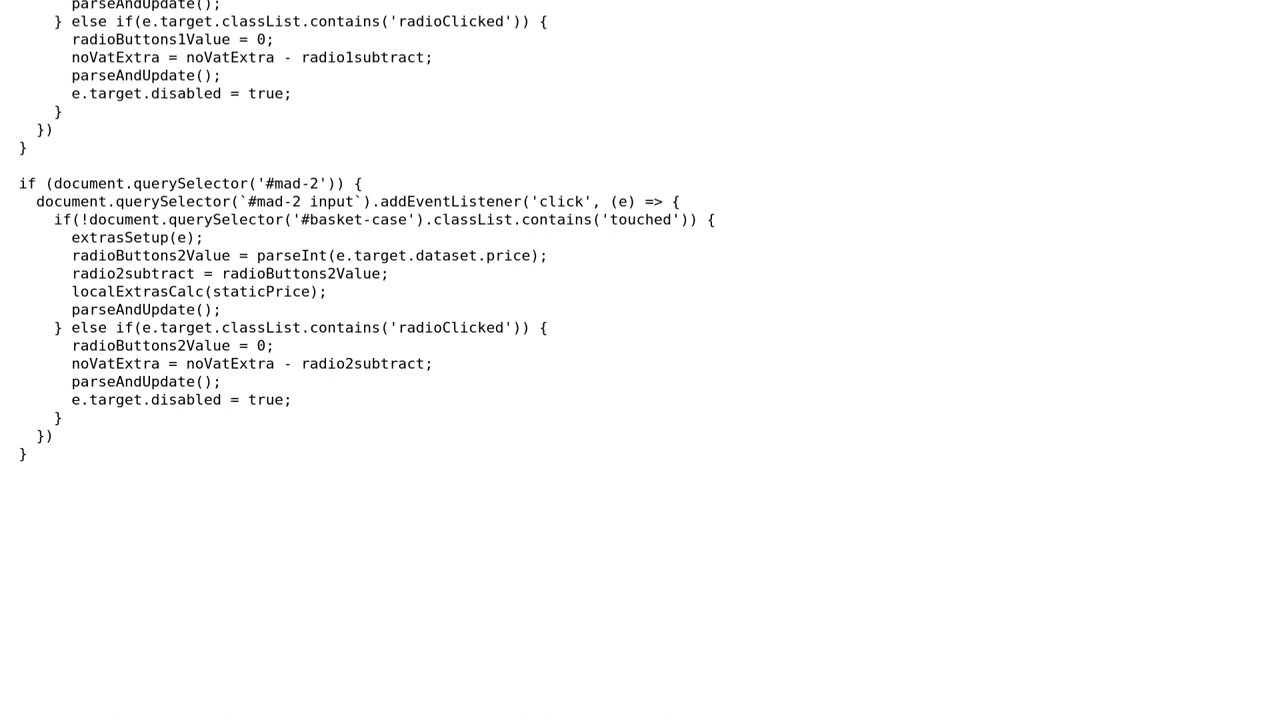 parseAndUpdate();
    } else if(e.target.classList.contains('radioClicked')) {
      radioButtons1Value = 0;
      noVatExtra = noVatExtra - radio1subtract;
      parseAndUpdate();
      e.target.disabled = true;
    }
  })
}

if (document.querySelector('#mad-2')) {
  document.querySelector(`#mad-2 input`).addEventListener('click', (e) => {
    if(!document.querySelector('#basket-case').classList.contains('touched')) {
      extrasSetup(e);
      radioButtons2Value = parseInt(e.target.dataset.price);
      radio2subtract = radioButtons2Value;
      localExtrasCalc(staticPrice);
      parseAndUpdate();
    } else if(e.target.classList.contains('radioClicked')) {
      radioButtons2Value = 0;
      noVatExtra = noVatExtra - radio2subtract;
      parseAndUpdate();
      e.target.disabled = true;
    }
  })
}